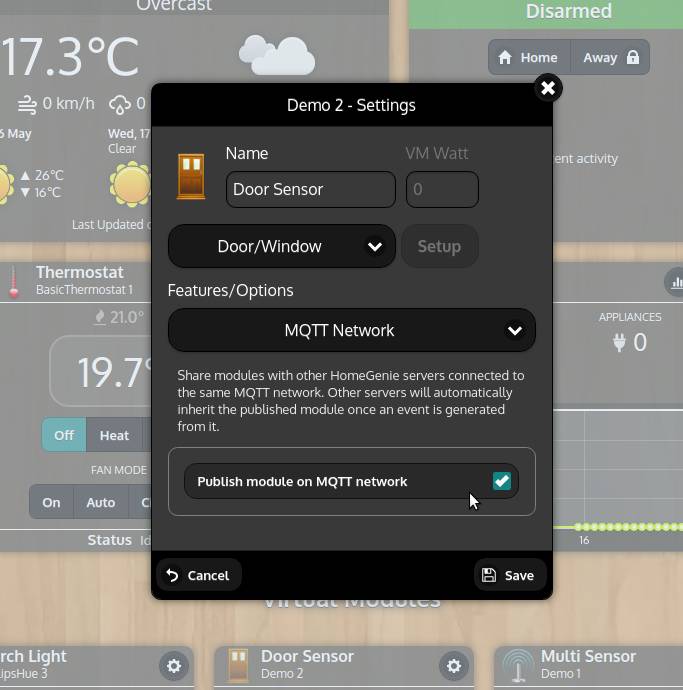 Overcast
Disarmed
17.3°C
Home
Away
0 km/h
0
May
Wed, 17
Clear
26°C
16°C
Last Updated
activity
Demo 2 - Settings
Name
VM Watt
Door Sensor
0
Door/Window
Setup
Features/Options
MQTT Network
Share modules with other HomeGenie servers connected to
the same MQTT network. Other servers will automatically
inherit the published module once an event is generated
from it.
Publish module on MQTT network
Cancel
Save
Thermostat
BasicThermostat 1
21.0°
19.7°
Off
Heat
FAN MODE
On
Auto
Status
APPLIANCES
0
16
Virtual Modules
Light
Hue 3
Door Sensor
Demo 2
Multi Sensor
Demo 1